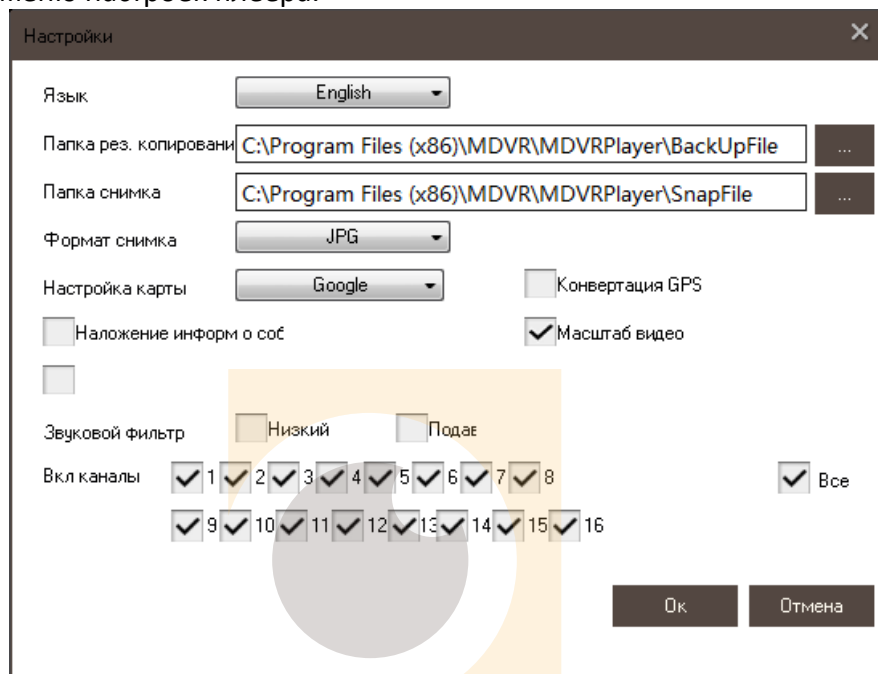 меню настроек плеера.
Настройки
Язык English
Папка рез. копировани C:\Program Files (x86)\MDVR\MDVRPlayer\BackUpFile ...
Папка снимка C:\Program Files (x86)\MDVR\MDVRPlayer\SnapFile ...
Формат снимка JPG
Настройка карты Google Конвертация GPS
Наложение информ о соб Масштаб видео
Звуковой фильтр Низкий Подав
Вкл каналы 1 2 3 4 5 6 7 8 Все
9 10 11 12 13 14 15 16
Ок Отмена